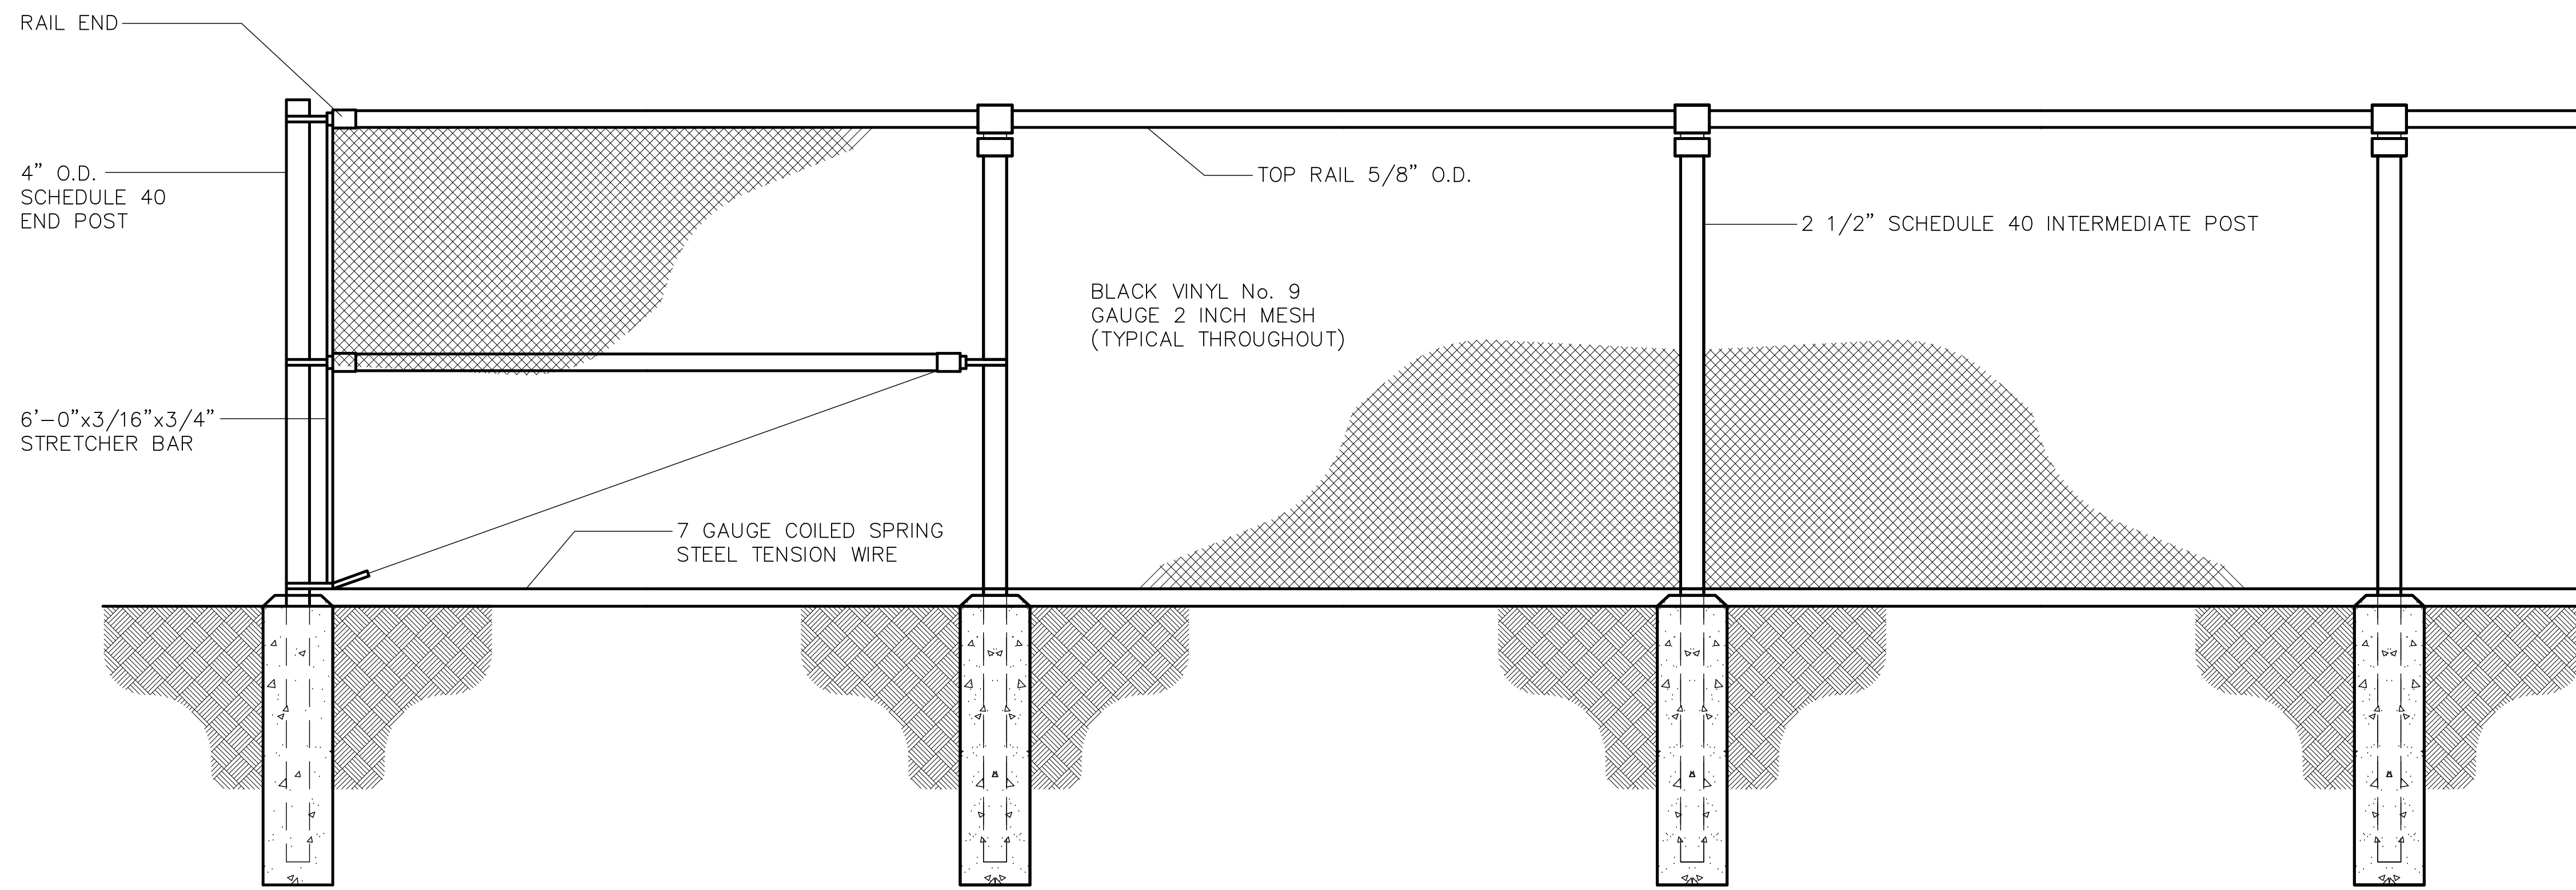 RAIL END
4” O.D.
SCHEDULE 40
END POST
TOP RAIL 5/8” O.D.
2 1/2” SCHEDULE 40 INTERMEDIATE POST
BLACK VINYL No. 9
GAUGE 2 INCH MESH
(TYPICAL THROUGHOUT)
6’-0”x3/16”x3/4”
STRETCHER BAR
7 GAUGE COILED SPRING
STEEL TENSION WIRE